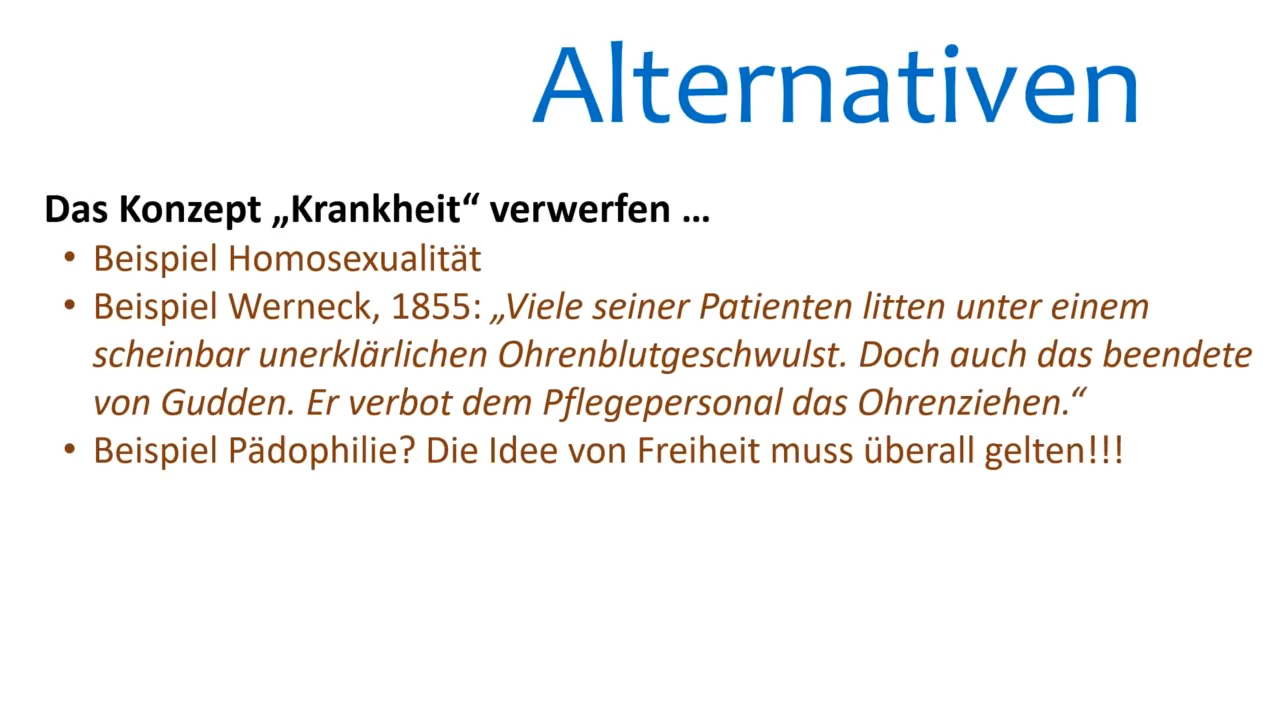 Alternativen
Das Konzept „Krankheit“ verwerfen …
• Beispiel Homosexualität
• Beispiel Werneck, 1855: „Viele seiner Patienten litten unter einem
scheinbar unerklärlichen Ohrenblutgeschwulst. Doch auch das beendete
von Gudden. Er verbot dem Pflegepersonal das Ohrenziehen.“
• Beispiel Pädophilie? Die Idee von Freiheit muss überall gelten!!!